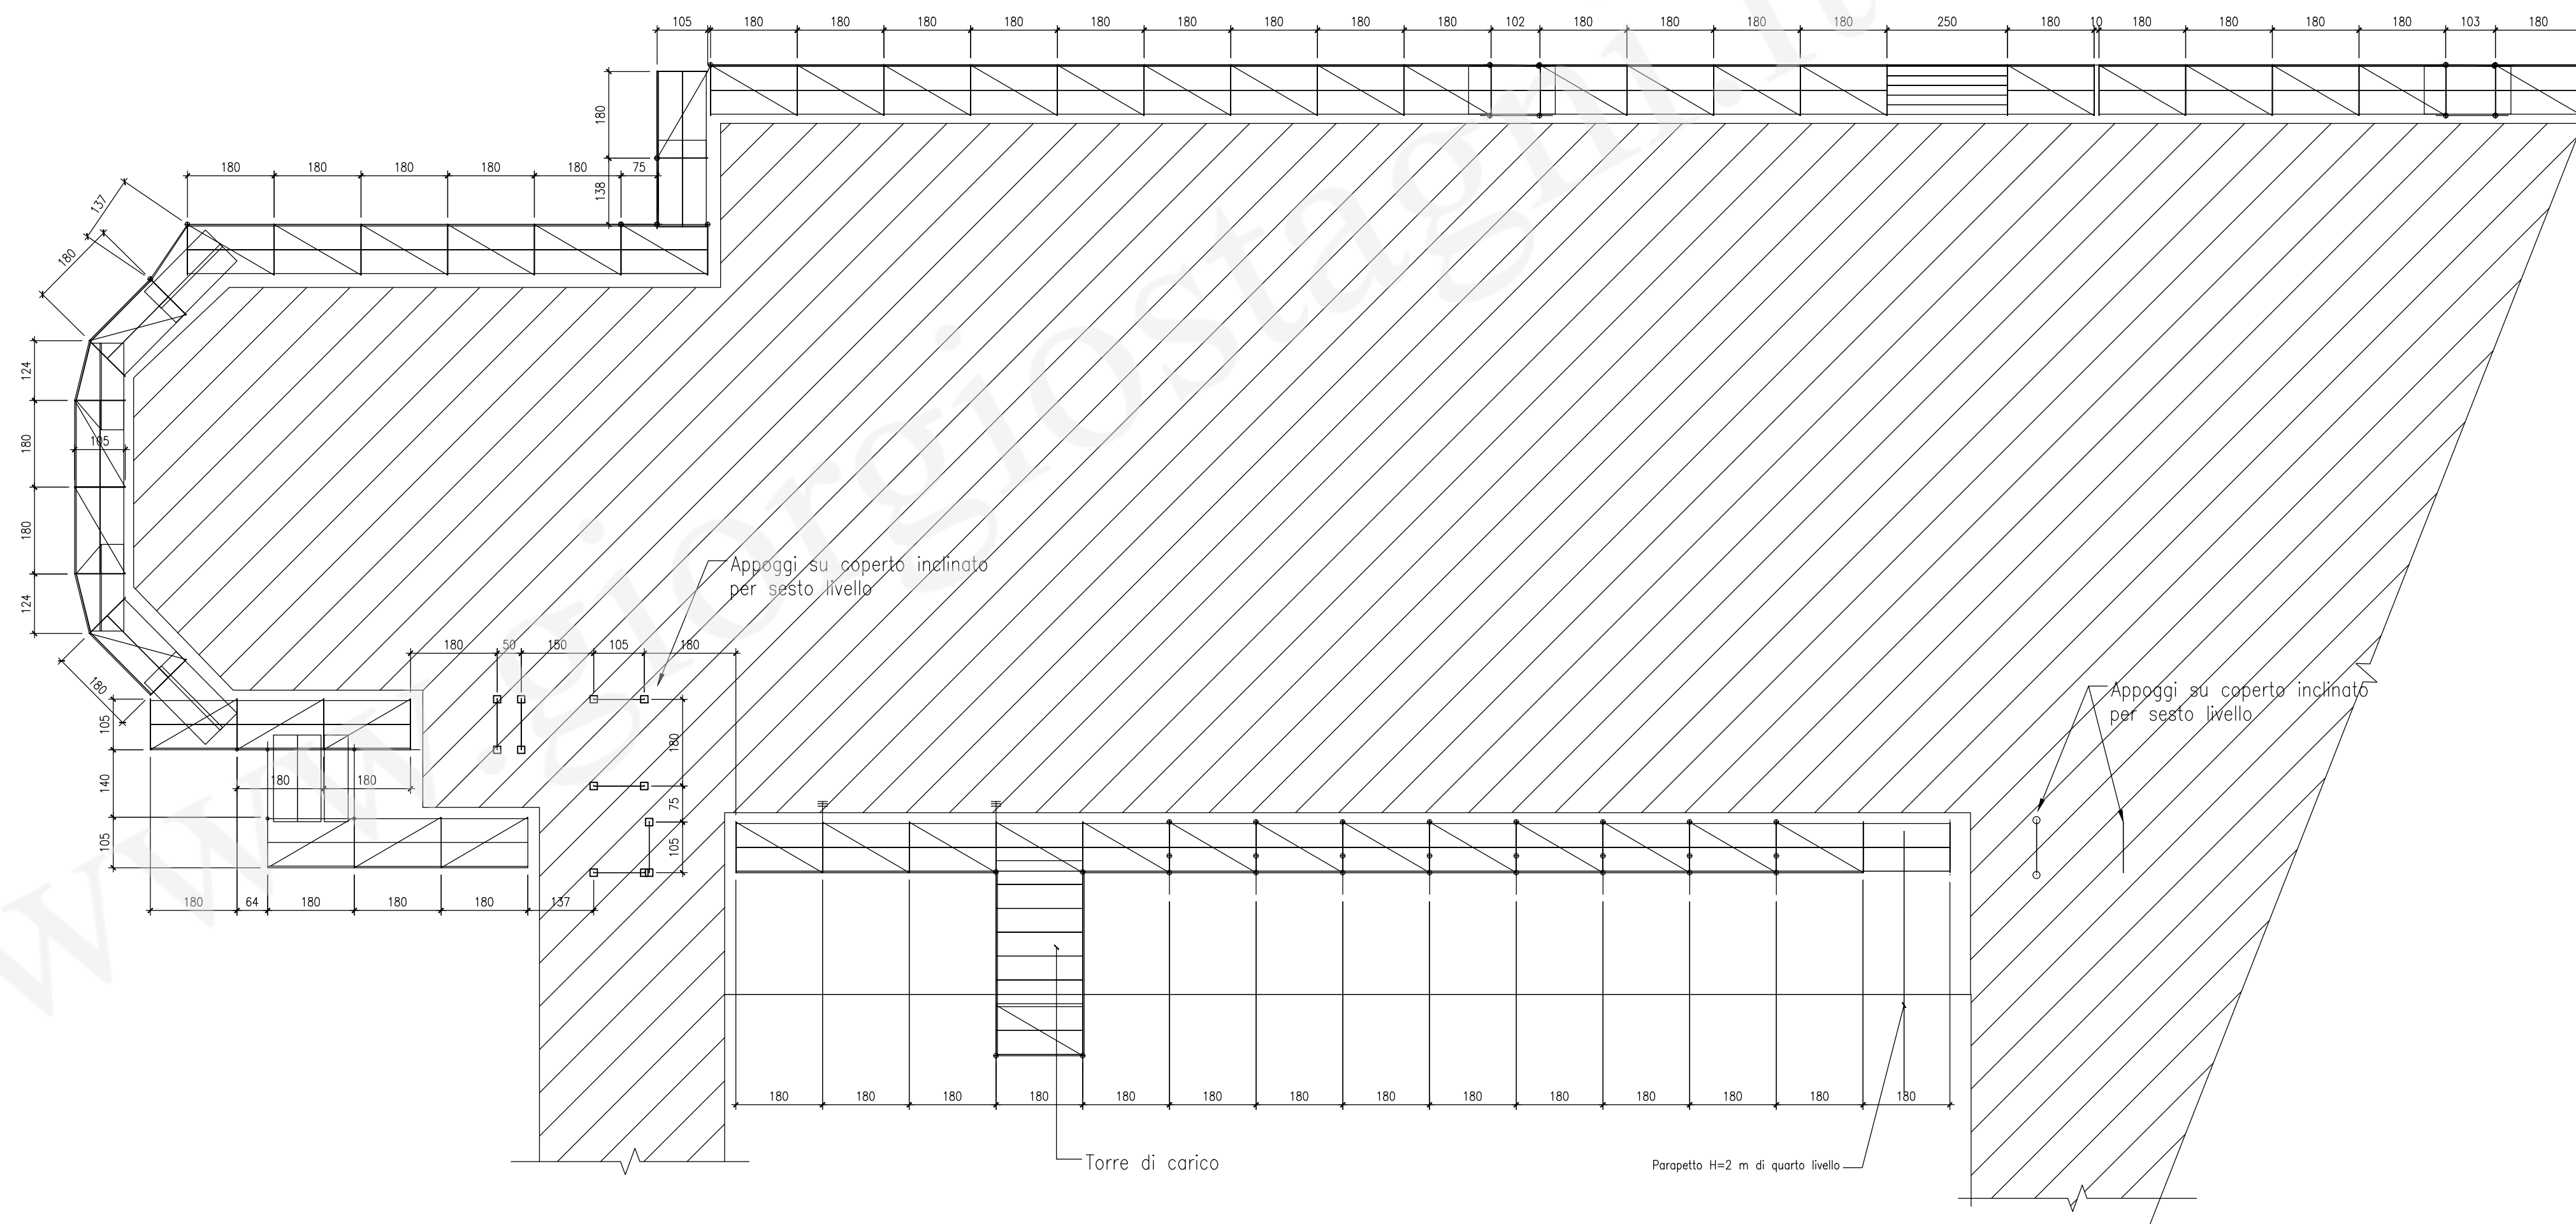 105 180 180 180 180 180 180 180 180 180 102 180 180 180 180 250 180 10 180 180 180 180 103 180
180
138
180 180 180 180 180 75
137
180
124
180
105
180
124
180
Appoggi su coperto inclinato
per sesto livello
180 50 150 105 180
105
140
105
180 180
180
75
105
180 64 180 180 180 137
Appoggi su coperto inclinato
per sesto livello
180 180 180 180 180 180 180 180 180 180 180 180 180 180
Torre di carico
Parapetto H=2 m di quarto livello
www.giorgiostagni.it